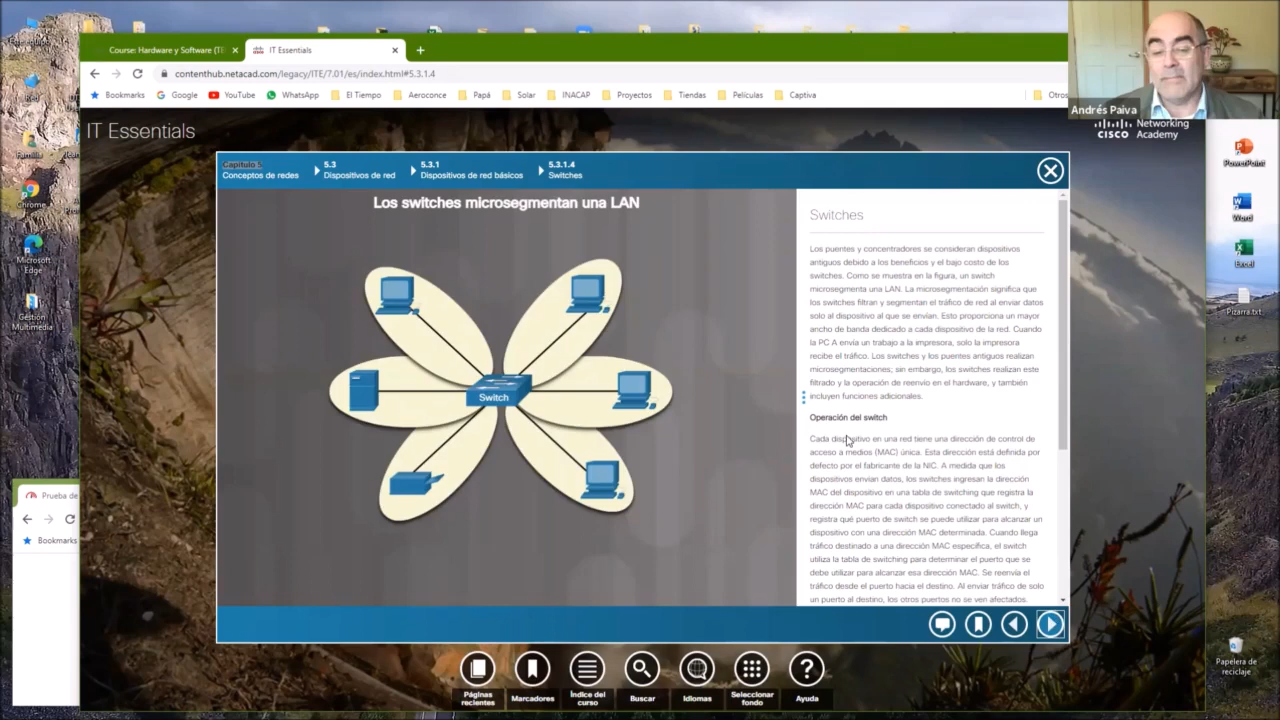 Course: Hardware y Software (TI
IT Essentials
contenthub.netacad.com/legacy/ITE/7.01/es/index.html#5.3.1.4
Bookmarks
Google
YouTube
WhatsApp
El Tiempo
Aeroconce
Papá
Solar
INACAP
Proyectos
Tiendas
Películas
Captiva
Otros
Andrés Paiva
IT Essentials
CISCO
Networking
Academy
Capítulo 5
Conceptos de redes
5.3
Dispositivos de red
5.3.1
Dispositivos de red básicos
5.3.1.4
Switches
Los switches microsegmentan una LAN
Switch
Switches
Los puentes y concentradores se consideran dispositivos
antiguos debido a los beneficios y el bajo costo de los
switches. Como se muestra en la figura, un switch
microsegmenta una LAN. La microsegmentación significa que
los switches filtran y segmentan el tráfico de red al enviar datos
solo al dispositivo al que se envían. Esto proporciona un mayor
ancho de banda dedicado a cada dispositivo de la red. Cuando
la PC A envía un trabajo a la impresora, solo la impresora
recibe el tráfico. Los switches y los puentes antiguos realizan
microsegmentaciones; sin embargo, los switches realizan este
filtrado y la operación de reenvío en el hardware, y también
incluyen funciones adicionales.
Operación del switch
Cada dispositivo en una red tiene una dirección de control de
acceso a medios (MAC) única. Esta dirección está definida por
defecto por el fabricante de la NIC. A medida que los
dispositivos envían datos, los switches ingresan la dirección
MAC del dispositivo en una tabla de switching que registra la
dirección MAC para cada dispositivo conectado al switch, y
registra qué puerto de switch se puede utilizar para alcanzar un
dispositivo con una dirección MAC determinada. Cuando llega
tráfico destinado a una dirección MAC específica, el switch
utiliza la tabla de switching para determinar el puerto que se
debe utilizar para alcanzar esa dirección MAC. Se reenvía el
tráfico desde el puerto hacia el destino. Al enviar tráfico de solo
un puerto al destino, los otros puertos no se ven afectados.
Páginas
recientes
Marcadores
Índice del
curso
Buscar
Idiomas
Seleccionar
fondo
Ayuda
Red
Familia
Chrome
Microsoft
Edge
Gestión
Multimedia
Prueba de
Bookmarks
PowerPoint
Word
Excel
Pizarra.txt
Papelera de
reciclaje